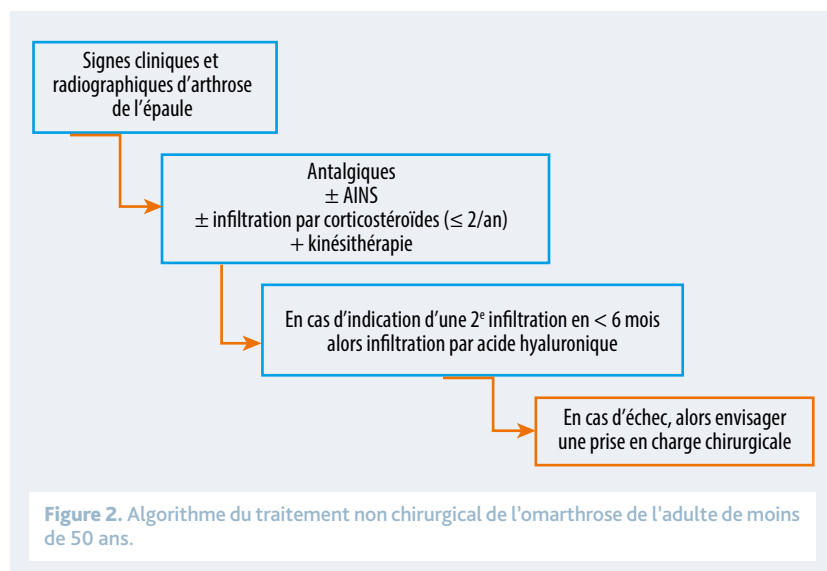 Signes cliniques et
radiographiques d’arthrose
de l’épaule
Antalgiques
± AINS
± infiltration par corticostéroïdes (≤ 2/an)
+ kinésithérapie
En cas d’indication d’une 2e infiltration en < 6 mois
alors infiltration par acide hyaluronique
En cas d’échec, alors envisager
une prise en charge chirurgicale
Figure 2. Algorithme du traitement non chirurgical de l’omarthrose de l’adulte de moins
de 50 ans.